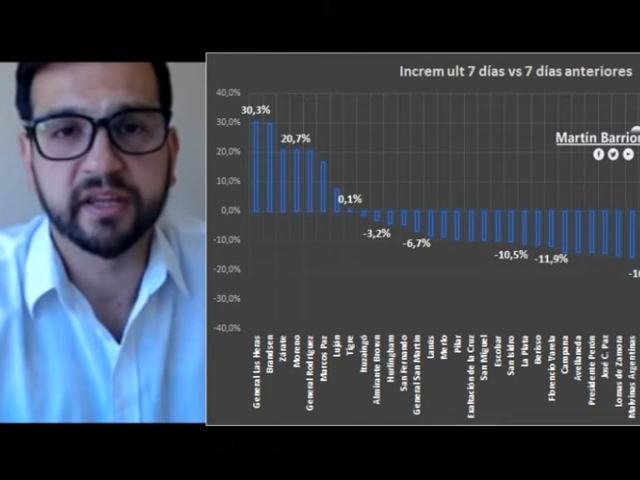 Increm ult 7 días vs 7 días anteriores
40,0%
30,0%
20,0%
10,0%
0,0%
-10,0%
-20,0%
-30,0%
-40,0%
30,3%
20,7%
0,1%
-3,2%
-6,7%
-10,5%
-11,9%
Martín Barrio
General Las Heras
Brandsen
Zárate
Moreno
General Rodríguez
Marcos Paz
Luján
Tigre
Ituzaingó
Almirante Brown
Hurlingham
San Fernando
General San Martín
Lanús
Merlo
Pilar
Exaltación de la Cruz
San Miguel
Escobar
San Isidro
La Plata
Berisso
Florencio Varela
Campana
Avellaneda
Presidente Perón
José C. Paz
Lomas de Zamora
Malvinas Argentinas